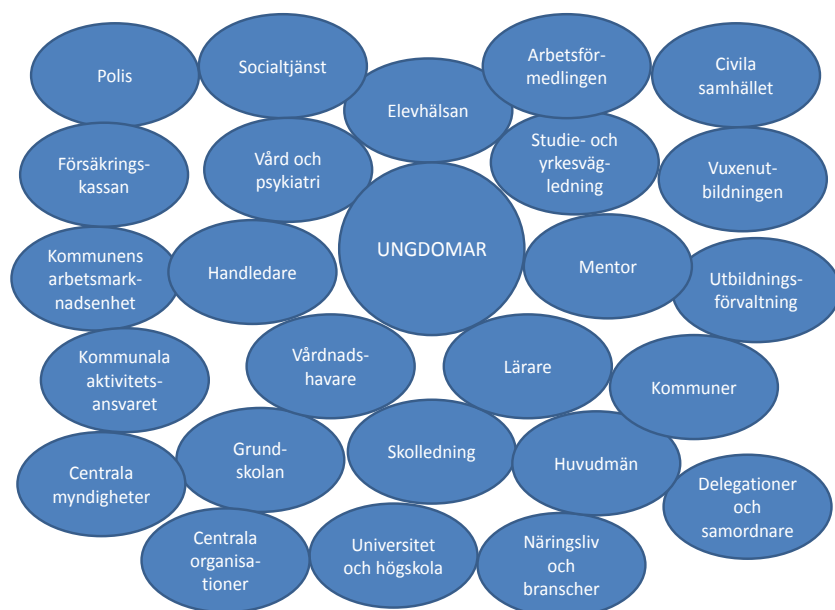 Polis
Socialtjänst
Elevhälsan
Arbetsför-
medlingen
Civila
samhället
Försäkrings-
kassan
Vård och
psykiatri
Studie- och
yrkesväg-
ledning
Vuxenut-
bildningen
Kommunens
arbetsmark-
nadsenhet
Handledare
UNGDOMAR
Mentor
Utbildnings-
förvaltning
Kommunala
aktivitets-
ansvaret
Vårdnads-
havare
Lärare
Kommuner
Centrala
myndigheter
Grund-
skolan
Skolledning
Huvudmän
Delegationer
och
samordnare
Centrala
organisa-
tioner
Universitet
och högskola
Näringsliv
och
branscher